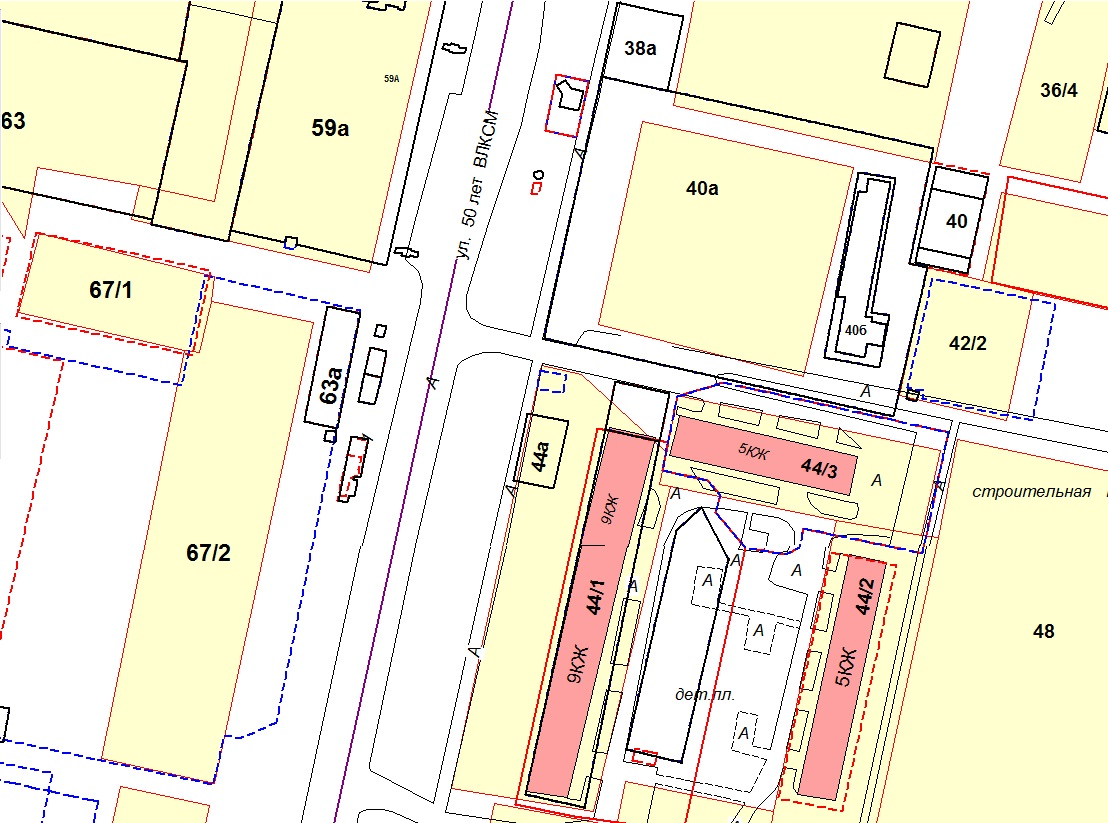 38а
59А
36/4
63
59а
ул. 50 лет ВЛКСМ
А
40а
40
67/1
40б
42/2
63а
А
А
44а
5КЖ
44/3
А
А
А
строительная
9КЖ
А
67/2
А
А
А
А
44/1
44/2
А
48
А
9КЖ
5КЖ
дет.пл.
А